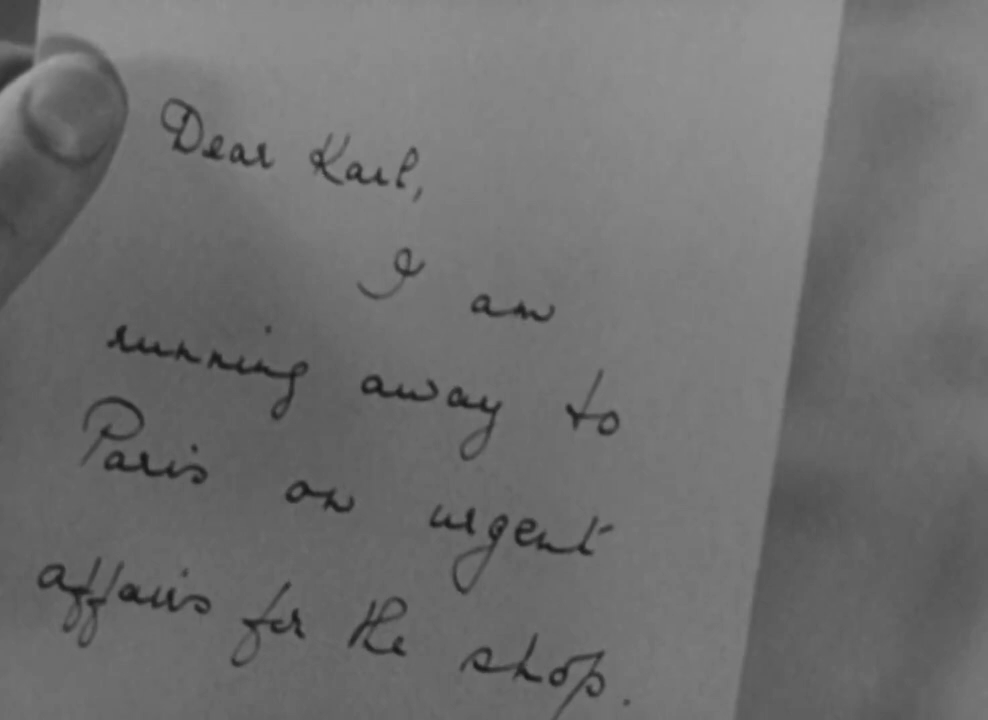 Dear Karl,
I am
running away to
Paris on urgent
affairs for the shop.